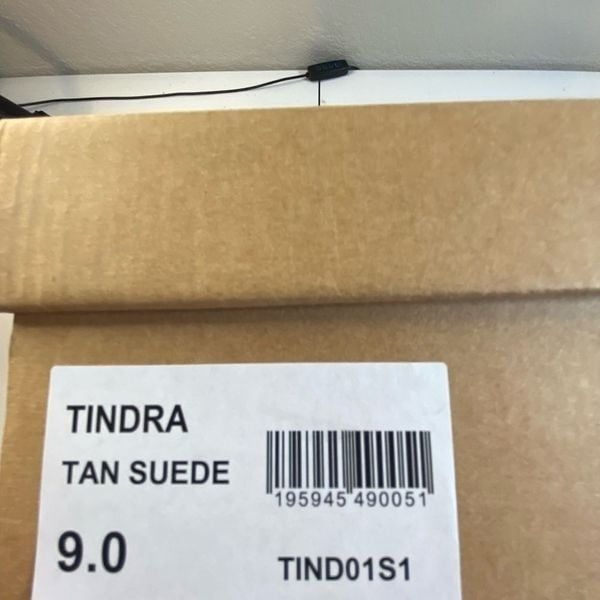 TINDRA
TAN SUEDE
195945 490051
9.0
TIND01S1